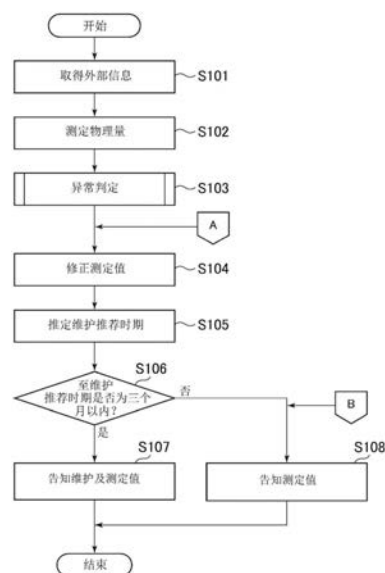 开始
取得外部信息 S101
测定物理量 S102
异常判定 S103
A
修正测定值 S104
推定维护推荐时期 S105
S106
至维护
推荐时期是否为三个
月以内?
否
是
B
S107
告知维护及测定值
S108
告知测定值
结束